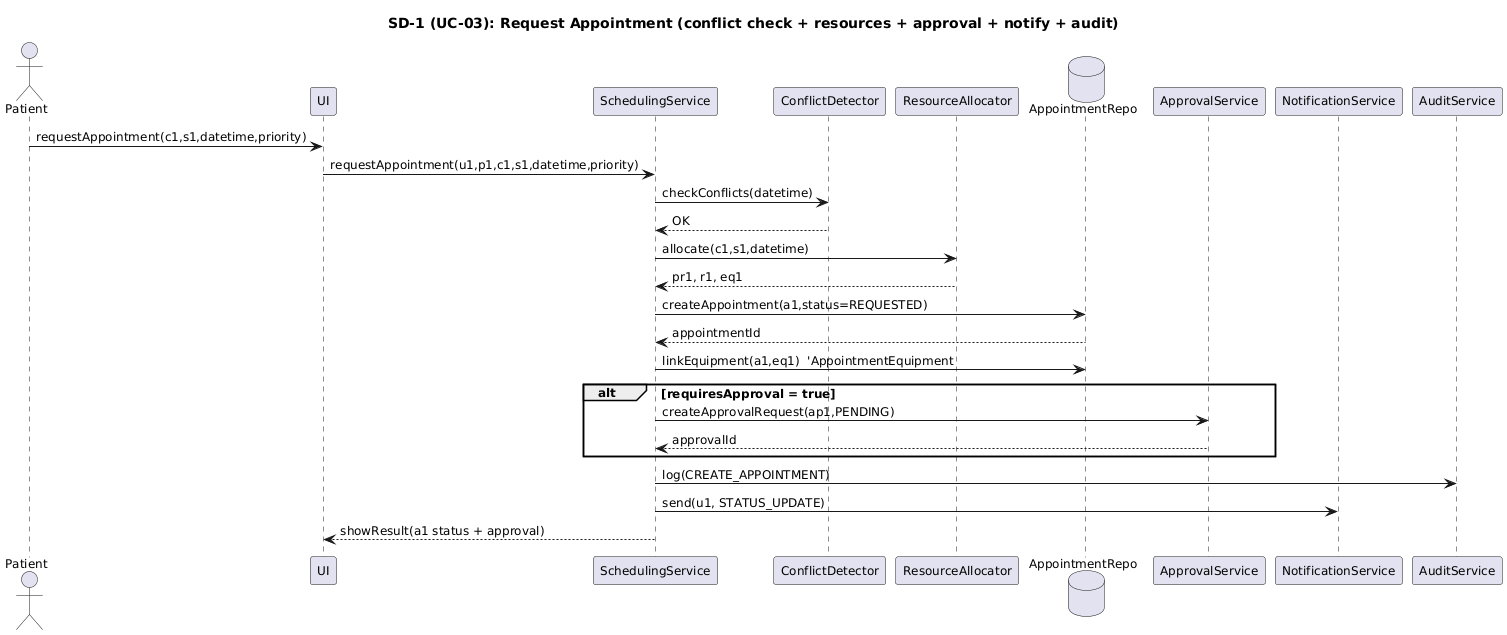 SD-1 (UC-03): Request Appointment (conflict check + resources + approval + notify + audit)
Patient
UI
SchedulingService
ConflictDetector
ResourceAllocator
AppointmentRepo
ApprovalService
NotificationService
AuditService
requestAppointment(c1,s1,datetime,priority)
requestAppointment(u1,p1,c1,s1,datetime,priority)
checkConflicts(datetime)
OK
allocate(c1,s1,datetime)
pr1, r1, eq1
createAppointment(a1,status=REQUESTED)
appointmentId
linkEquipment(a1,eq1)  'AppointmentEquipment
alt [requiresApproval = true]
createApprovalRequest(ap1,PENDING)
approvalId
log(CREATE_APPOINTMENT)
send(u1, STATUS_UPDATE)
showResult(a1 status + approval)
Patient
UI
SchedulingService
ConflictDetector
ResourceAllocator
AppointmentRepo
ApprovalService
NotificationService
AuditService